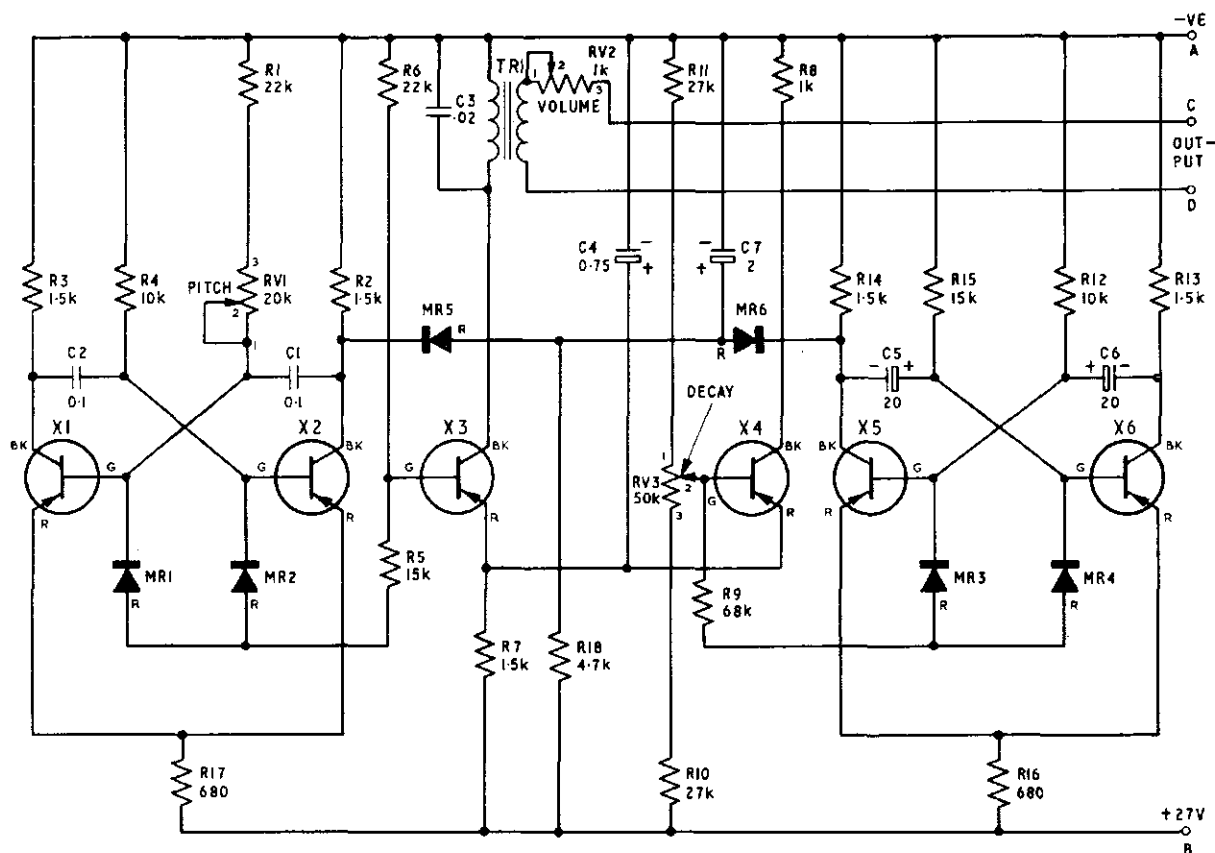 -VE
A
R1
22k
R6
22k
C3
.02
TR1
1
2
3
RV2
1k
VOLUME
R11
27k
R8
1k
C
OUT-
PUT
D
R3
1.5k
R4
10k
PITCH
3
RV1
20k
2
1
R2
1.5k
MR5
R
C4
0.75
-
+
-
+
C7
2
MR6
R
R14
1.5k
R15
15k
R12
10k
R13
1.5k
C2
0.1
C1
0.1
C5
- +
20
C6
+ -
20
DECAY
X1
BK
G
R
X2
BK
G
R
X3
BK
G
R
1
RV3
50k
2
3
X4
BK
G
R
X5
BK
G
R
X6
BK
G
R
MR1
R
MR2
R
R5
15k
R9
68k
MR3
R
MR4
R
R7
1.5k
R18
4.7k
R17
680
R10
27k
R16
680
+27V
B